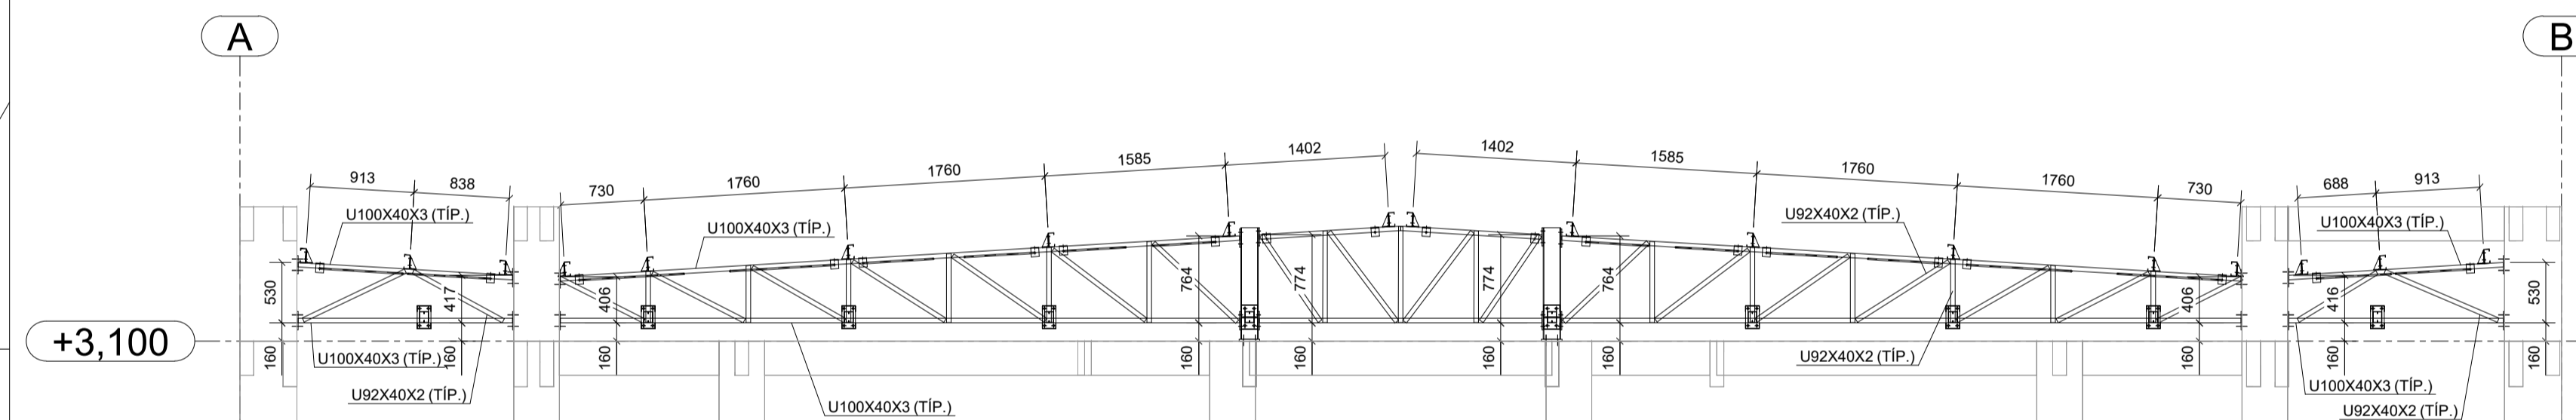 A
B
1402
1402
1585
1585
1760
1760
1760
1760
913
838
730
730
688
913
U100X40X3 (TÍP.)
U100X40X3 (TÍP.)
U92X40X2 (TÍP.)
U100X40X3 (TÍP.)
530
417
406
764
774
774
764
406
416
530
+3,100
160
U100X40X3 (TÍP.)
160
160
160
160
160
160
U92X40X2 (TÍP.)
160
160
160
U92X40X2 (TÍP.)
U100X40X3 (TÍP.)
U100X40X3 (TÍP.)
U92X40X2 (TÍP.)